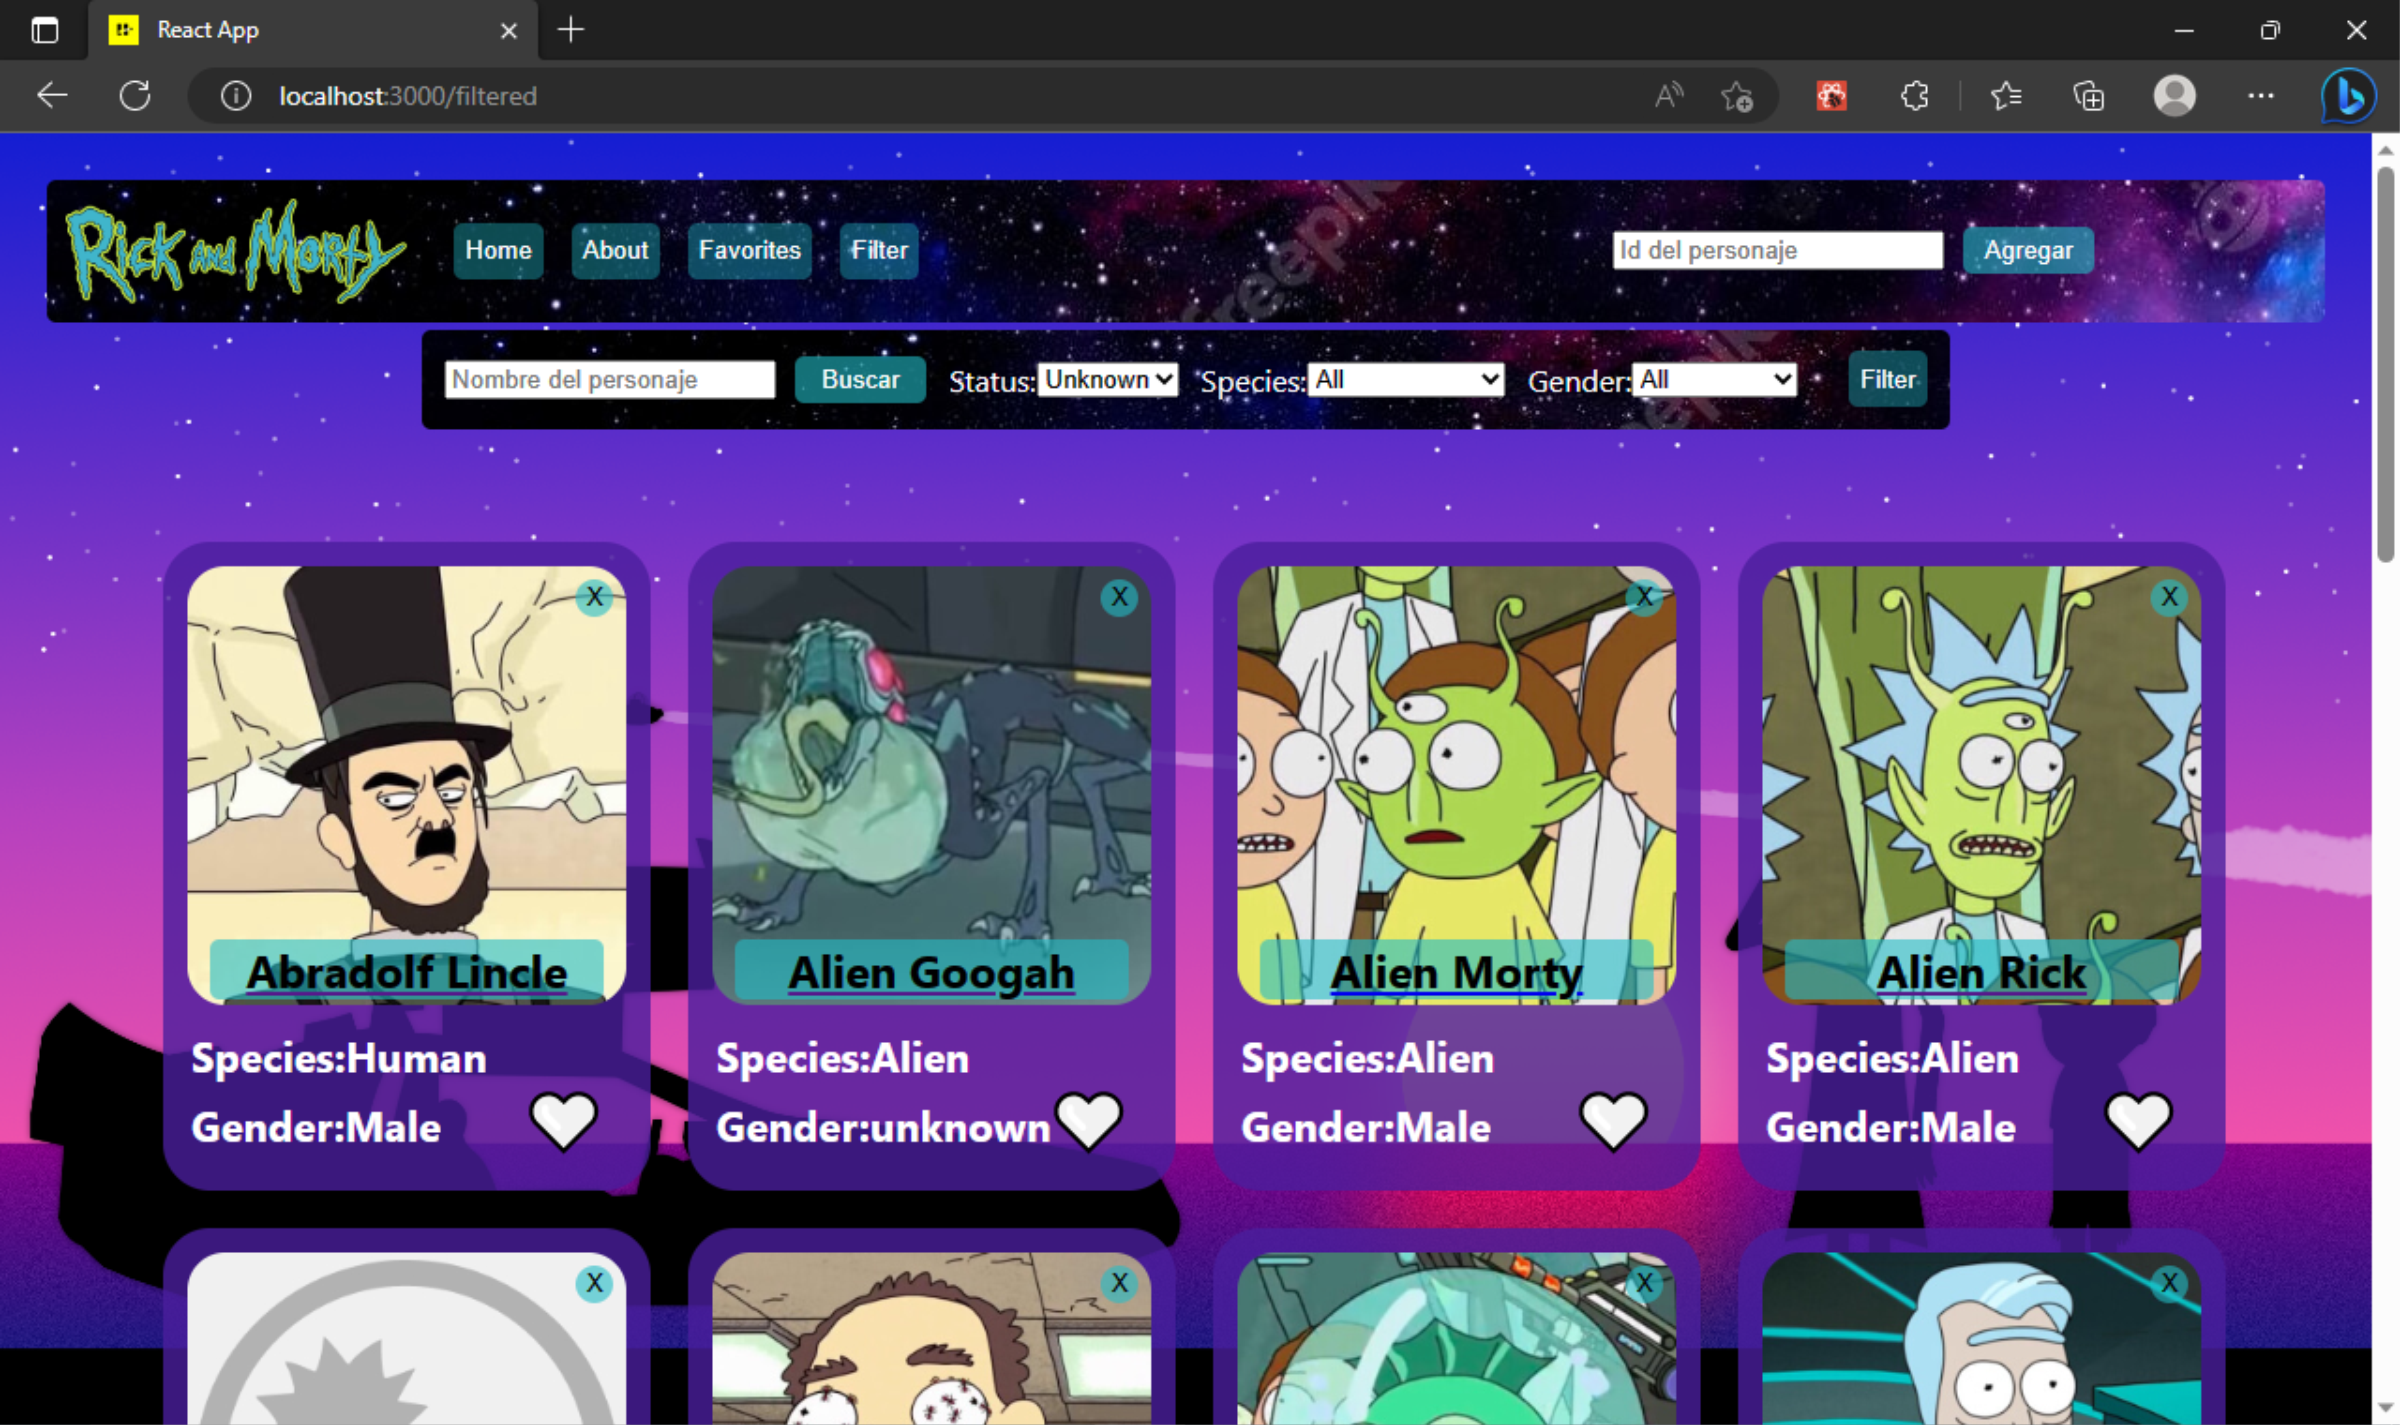 React App
localhost:3000/filtered
Rick and Morty
Home About Favorites Filter
Id del personaje Agregar
freepik
Nombre del personaje Buscar Status: Unknown Species: All Gender: All Filter
X X X X
Abradolf Lincle
Species:Human
Gender:Male
Alien Googah
Species:Alien
Gender:unknown
Alien Morty
Species:Alien
Gender:Male
Alien Rick
Species:Alien
Gender:Male
X X X X